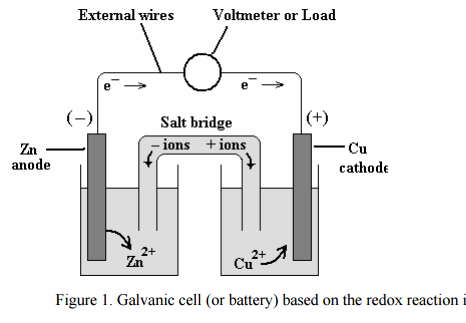 External wires
Voltmeter or Load
e⁻ →
e⁻ →
(−)
(+)
Salt bridge
Zn
anode
− ions + ions
Cu
cathode
Zn²⁺
Cu²⁺
Figure 1. Galvanic cell (or battery) based on the redox reaction i